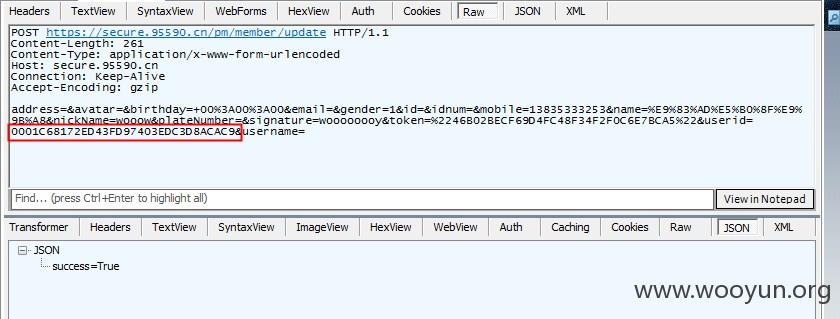 Headers TextView SyntaxView WebForms HexView Auth Cookies Raw JSON XML
POST https://secure.95590.cn/pm/member/update HTTP/1.1
Content-Length: 261
Content-Type: application/x-www-form-urlencoded
Host: secure.95590.cn
Connection: Keep-Alive
Accept-Encoding: gzip
address=&avatar=&birthday=+00%3A00%3A00&email=&gender=1&id=&idnum=&mobile=13835333253&name=%E9%83%AD%E5%B0%8F%E9%
9B%A8&nickName=wooow&plateNumber=&signature=woooooooy&token=%2246B02BECF69D4FC48F34F2F0C6E7BCA5%22&userid=
0001C68172ED43FD97403EDC3D8ACAC9&username=
Find... (press Ctrl+Enter to highlight all) View in Notepad
Transformer Headers TextView SyntaxView ImageView HexView WebView Auth Caching Cookies Raw JSON XML
JSON
success=True
www.wooyun.org